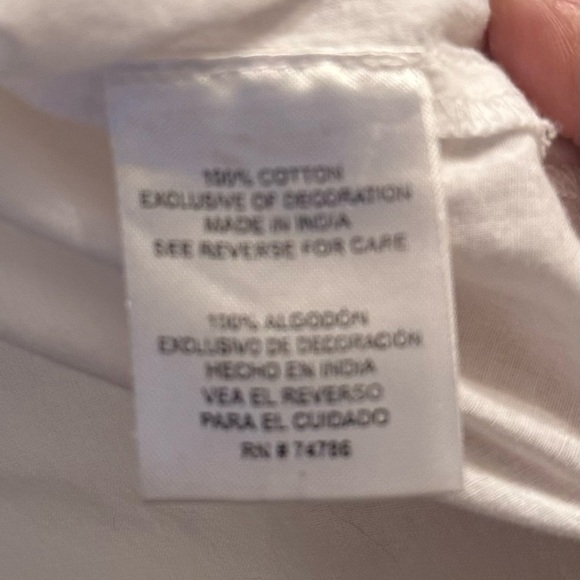 100% COTTON
EXCLUSIVE OF DECORATION
MADE IN INDIA
SEE REVERSE FOR CARE
100% ALGODÓN
EXCLUSIVO DE DECORACIÓN
HECHO EN INDIA
VEA EL REVERSO
PARA EL CUIDADO
RN # 74786